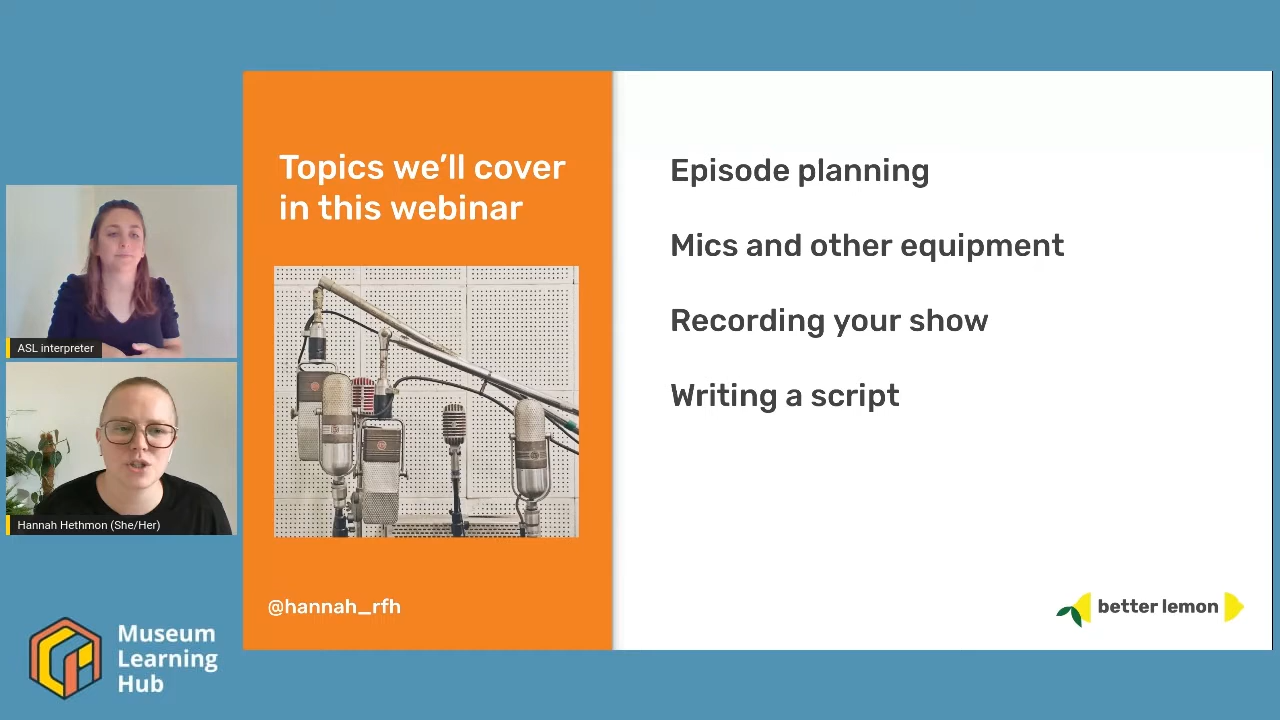 Topics we'll cover
in this webinar
Episode planning
Mics and other equipment
Recording your show
Writing a script
ASL interpreter
Hannah Hethmon (She/Her)
@hannah_rfh
better lemon
Museum
Learning
Hub